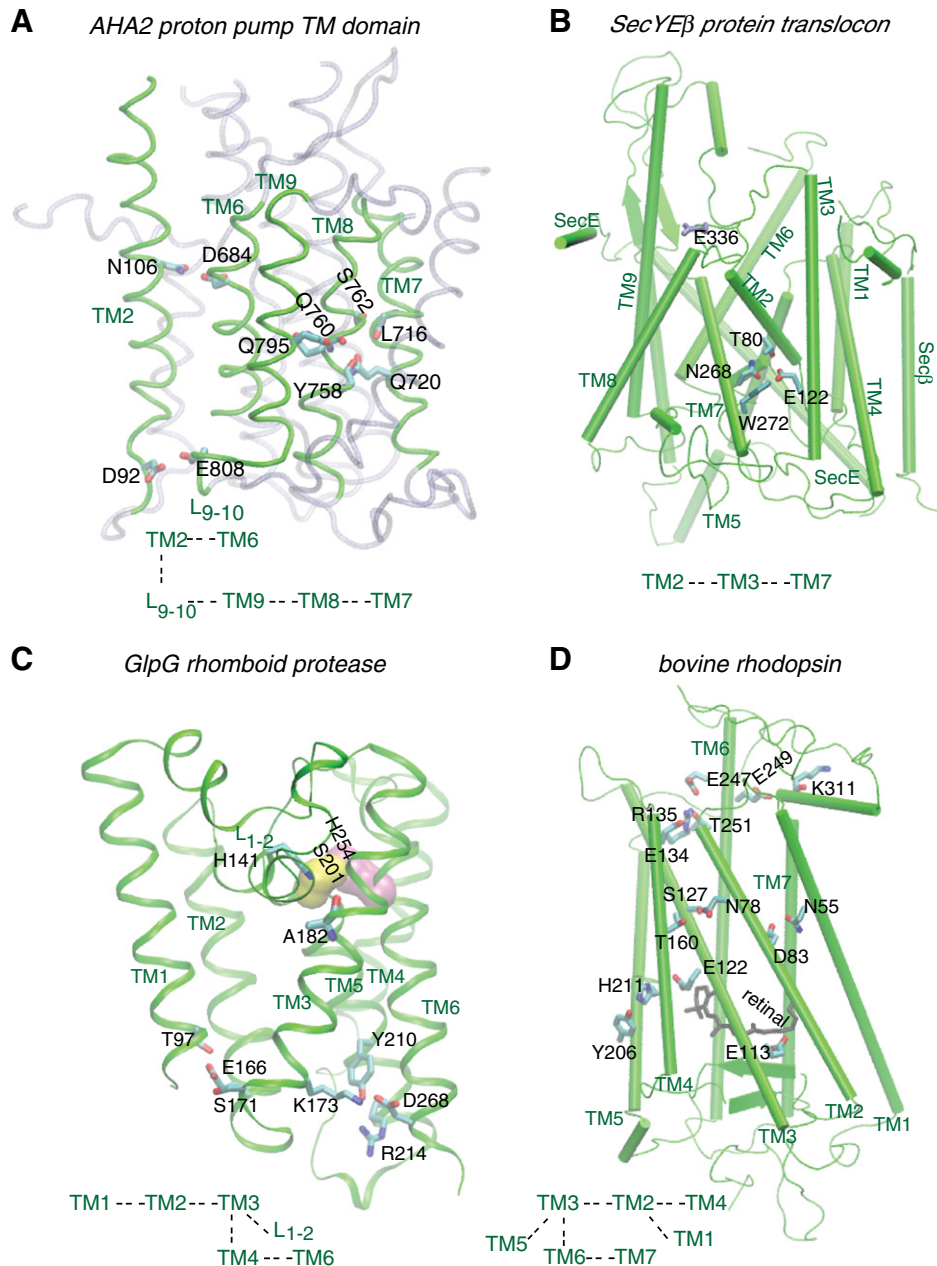 A
AHA2 proton pump TM domain
TM9
TM6
TM8
N106
D684
S762
TM7
TM2
Q760
Q795
L716
Y758
Q720
D92
E808
L9-10
TM2---TM6
L9-10---TM9---TM8---TM7
B
SecYEβ protein translocon
TM3
SecE
E336
TM6
TM9
TM2
TM1
T80
Secβ
TM8
N268
E122
TM4
TM7
W272
SecE
TM5
TM2---TM3---TM7
C
GlpG rhomboid protease
L1-2
H254
H141
S201
TM2
A182
TM1
TM5
TM4
TM3
TM6
T97
Y210
E166
S171
K173
D268
R214
TM1---TM2---TM3
L1-2
TM4---TM6
D
bovine rhodopsin
TM6
E247
E249
K311
R135
T251
E134
S127
TM7
N78
N55
T160
D83
E122
H211
retinal
Y206
E113
TM4
TM5
TM2
TM1
TM3
TM3---TM2---TM4
TM5
TM1
TM6---TM7